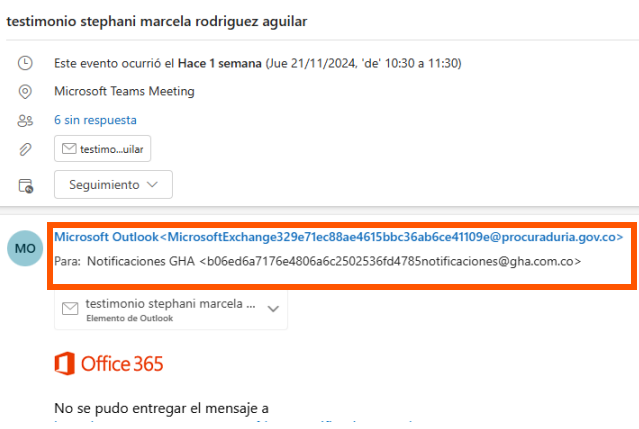 testimonio stephani marcela rodriguez aguilar
Este evento ocurrió el Hace 1 semana (Jue 21/11/2024, 'de' 10:30 a 11:30)
Microsoft Teams Meeting
6 sin respuesta
testimo...uilar
Seguimiento
MO
Microsoft Outlook<MicrosoftExchange329e71ec88ae4615bbc36ab6ce41109e@procuraduria.gov.co>
Para: Notificaciones GHA <b06ed6a7176e4806a6c2502536fd4785notificaciones@gha.com.co>
testimonio stephani marcela ...
Elemento de Outlook
Office 365
No se pudo entregar el mensaje a